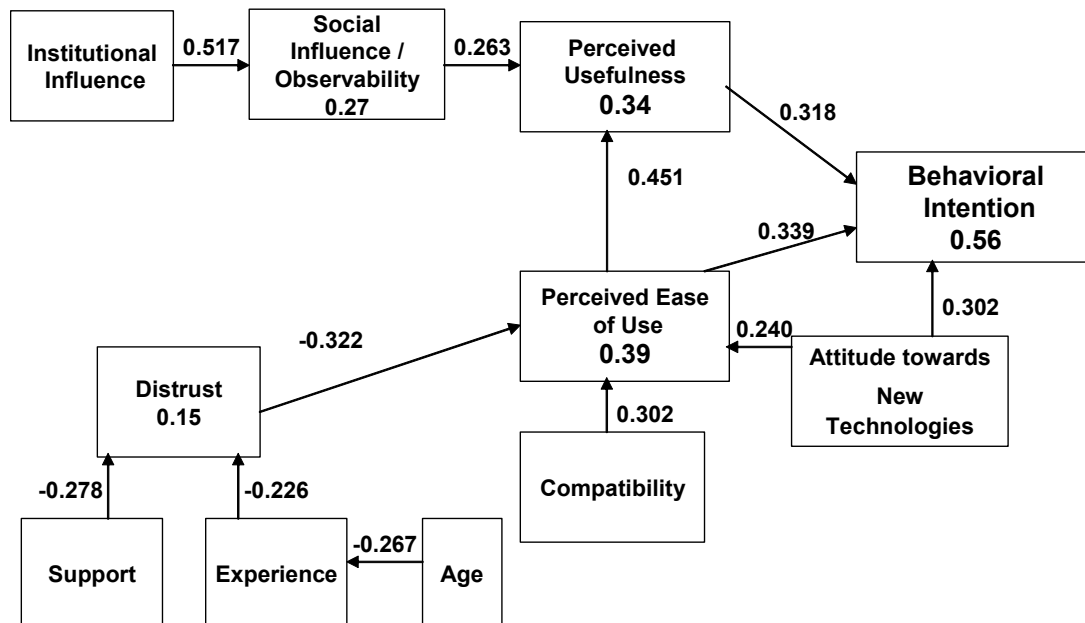 Institutional
Influence
0.517
Social
Influence /
Observability
0.27
0.263
Perceived
Usefulness
0.34
0.318
0.451
Behavioral
Intention
0.56
0.339
Perceived Ease
of Use
0.39
0.240
0.302
Attitude towards
New
Technologies
-0.322
Distrust
0.15
0.302
Compatibility
-0.278
-0.226
Support
Experience
-0.267
Age